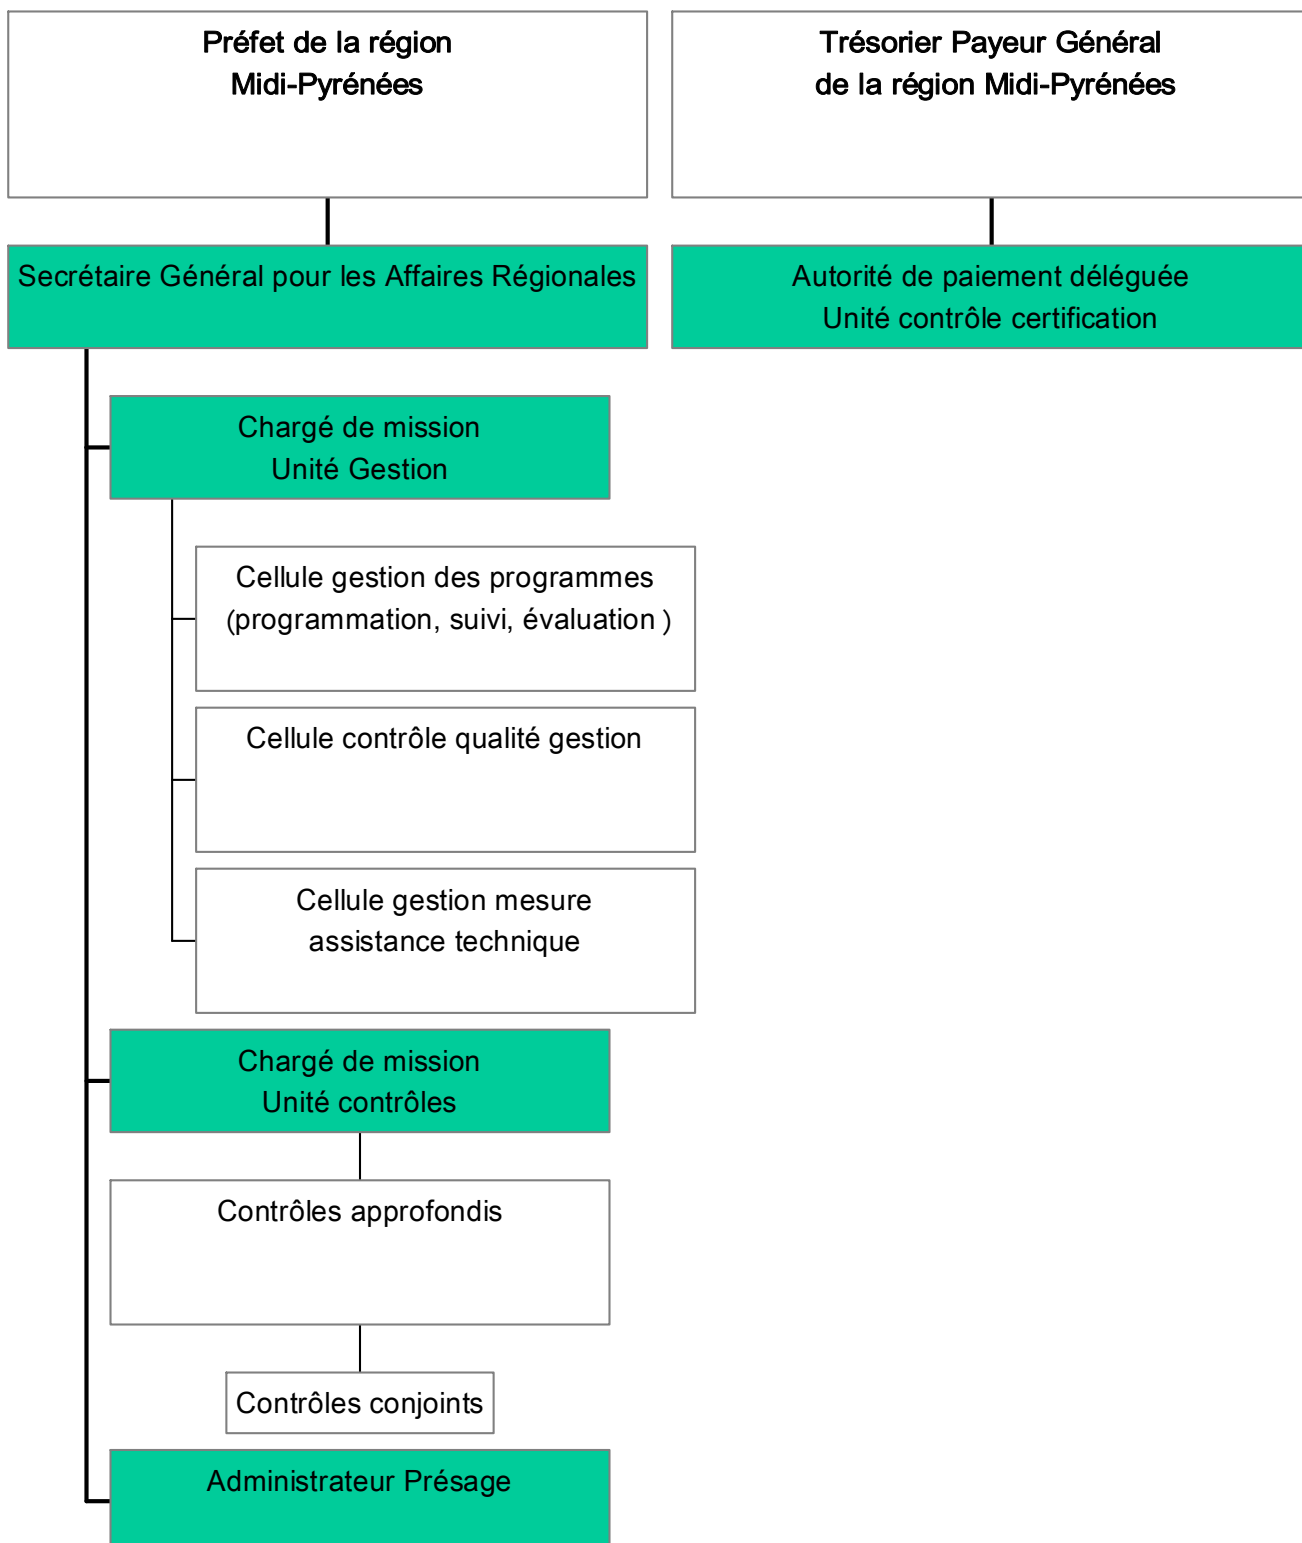 Préfet de la région
Midi-Pyrénées
Trésorier Payeur Général
de la région Midi-Pyrénées
Secrétaire Général pour les Affaires Régionales
Autorité de paiement déléguée
Unité contrôle certification
Chargé de mission
Unité Gestion
Cellule gestion des programmes
(programmation, suivi, évaluation )
Cellule contrôle qualité gestion
Cellule gestion mesure
assistance technique
Chargé de mission
Unité contrôles
Contrôles approfondis
Contrôles conjoints
Administrateur Présage